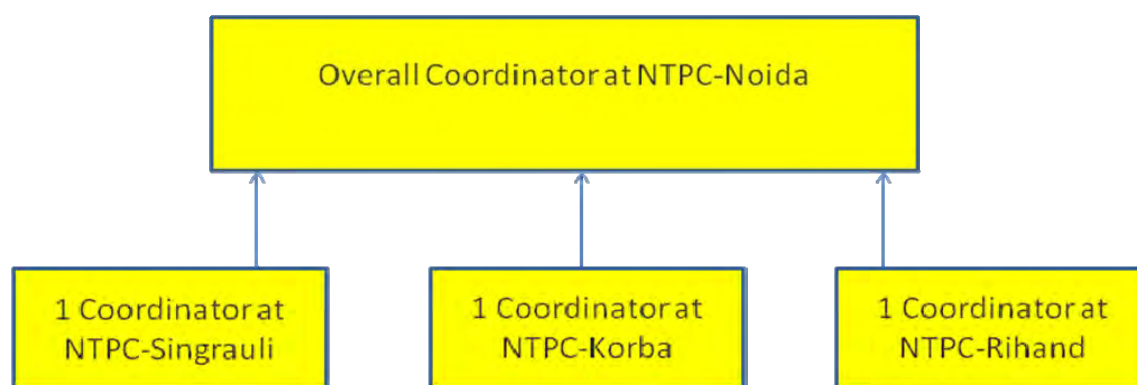 Overall Coordinator at NTPC-Noida
1 Coordinator at
NTPC-Singrauli
1 Coordinator at
NTPC-Korba
1 Coordinator at
NTPC-Rihand